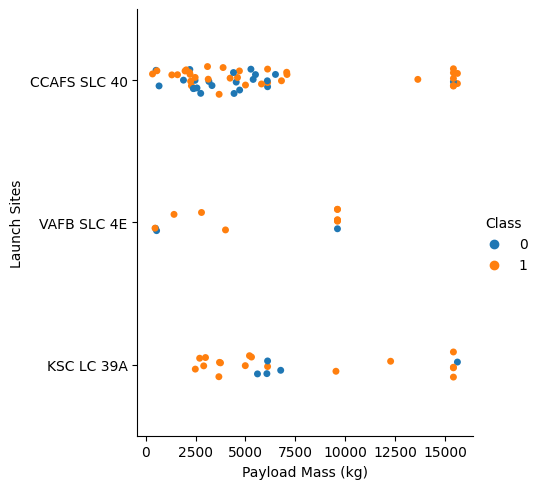 CCAFS SLC 40
VAFB SLC 4E
KSC LC 39A
Launch Sites
0 2500 5000 7500 10000 12500 15000
Payload Mass (kg)
Class
0
1